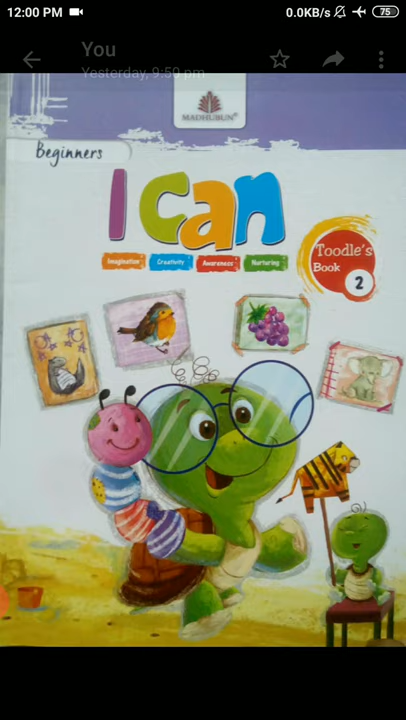 12:00 PM 0.0KB/s 75
You
Yesterday, 9:50 pm
MADHUBUN
Beginners
I can
Imagination Creativity Awareness Nurturing
Toodle's
Book
2